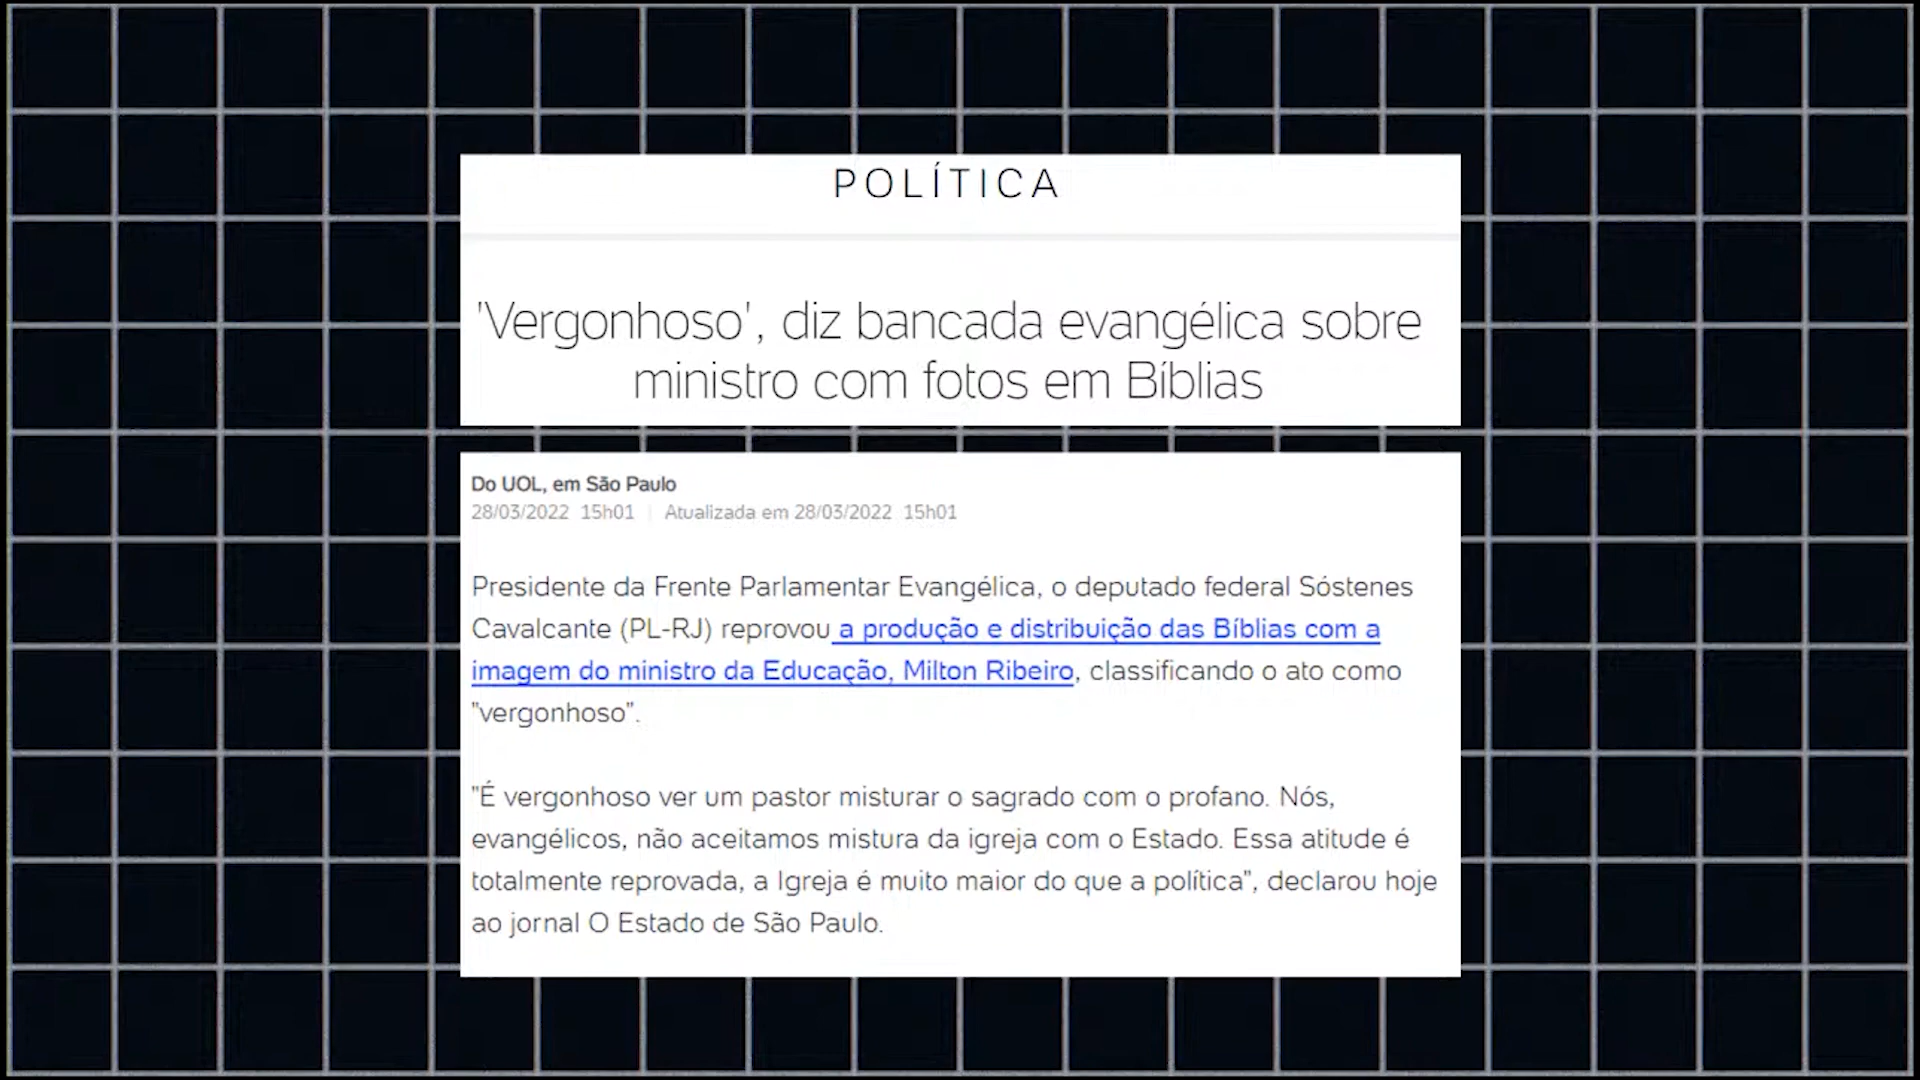 POLÍTICA
'Vergonhoso', diz bancada evangélica sobre
ministro com fotos em Bíblias
Do UOL, em São Paulo
28/03/2022 15h01 | Atualizada em 28/03/2022 15h01
Presidente da Frente Parlamentar Evangélica, o deputado federal Sóstenes
Cavalcante (PL-RJ) reprovou a produção e distribuição das Bíblias com a
imagem do ministro da Educação, Milton Ribeiro, classificando o ato como
"vergonhoso".
"É vergonhoso ver um pastor misturar o sagrado com o profano. Nós,
evangélicos, não aceitamos mistura da igreja com o Estado. Essa atitude é
totalmente reprovada, a Igreja é muito maior do que a política", declarou hoje
ao jornal O Estado de São Paulo.